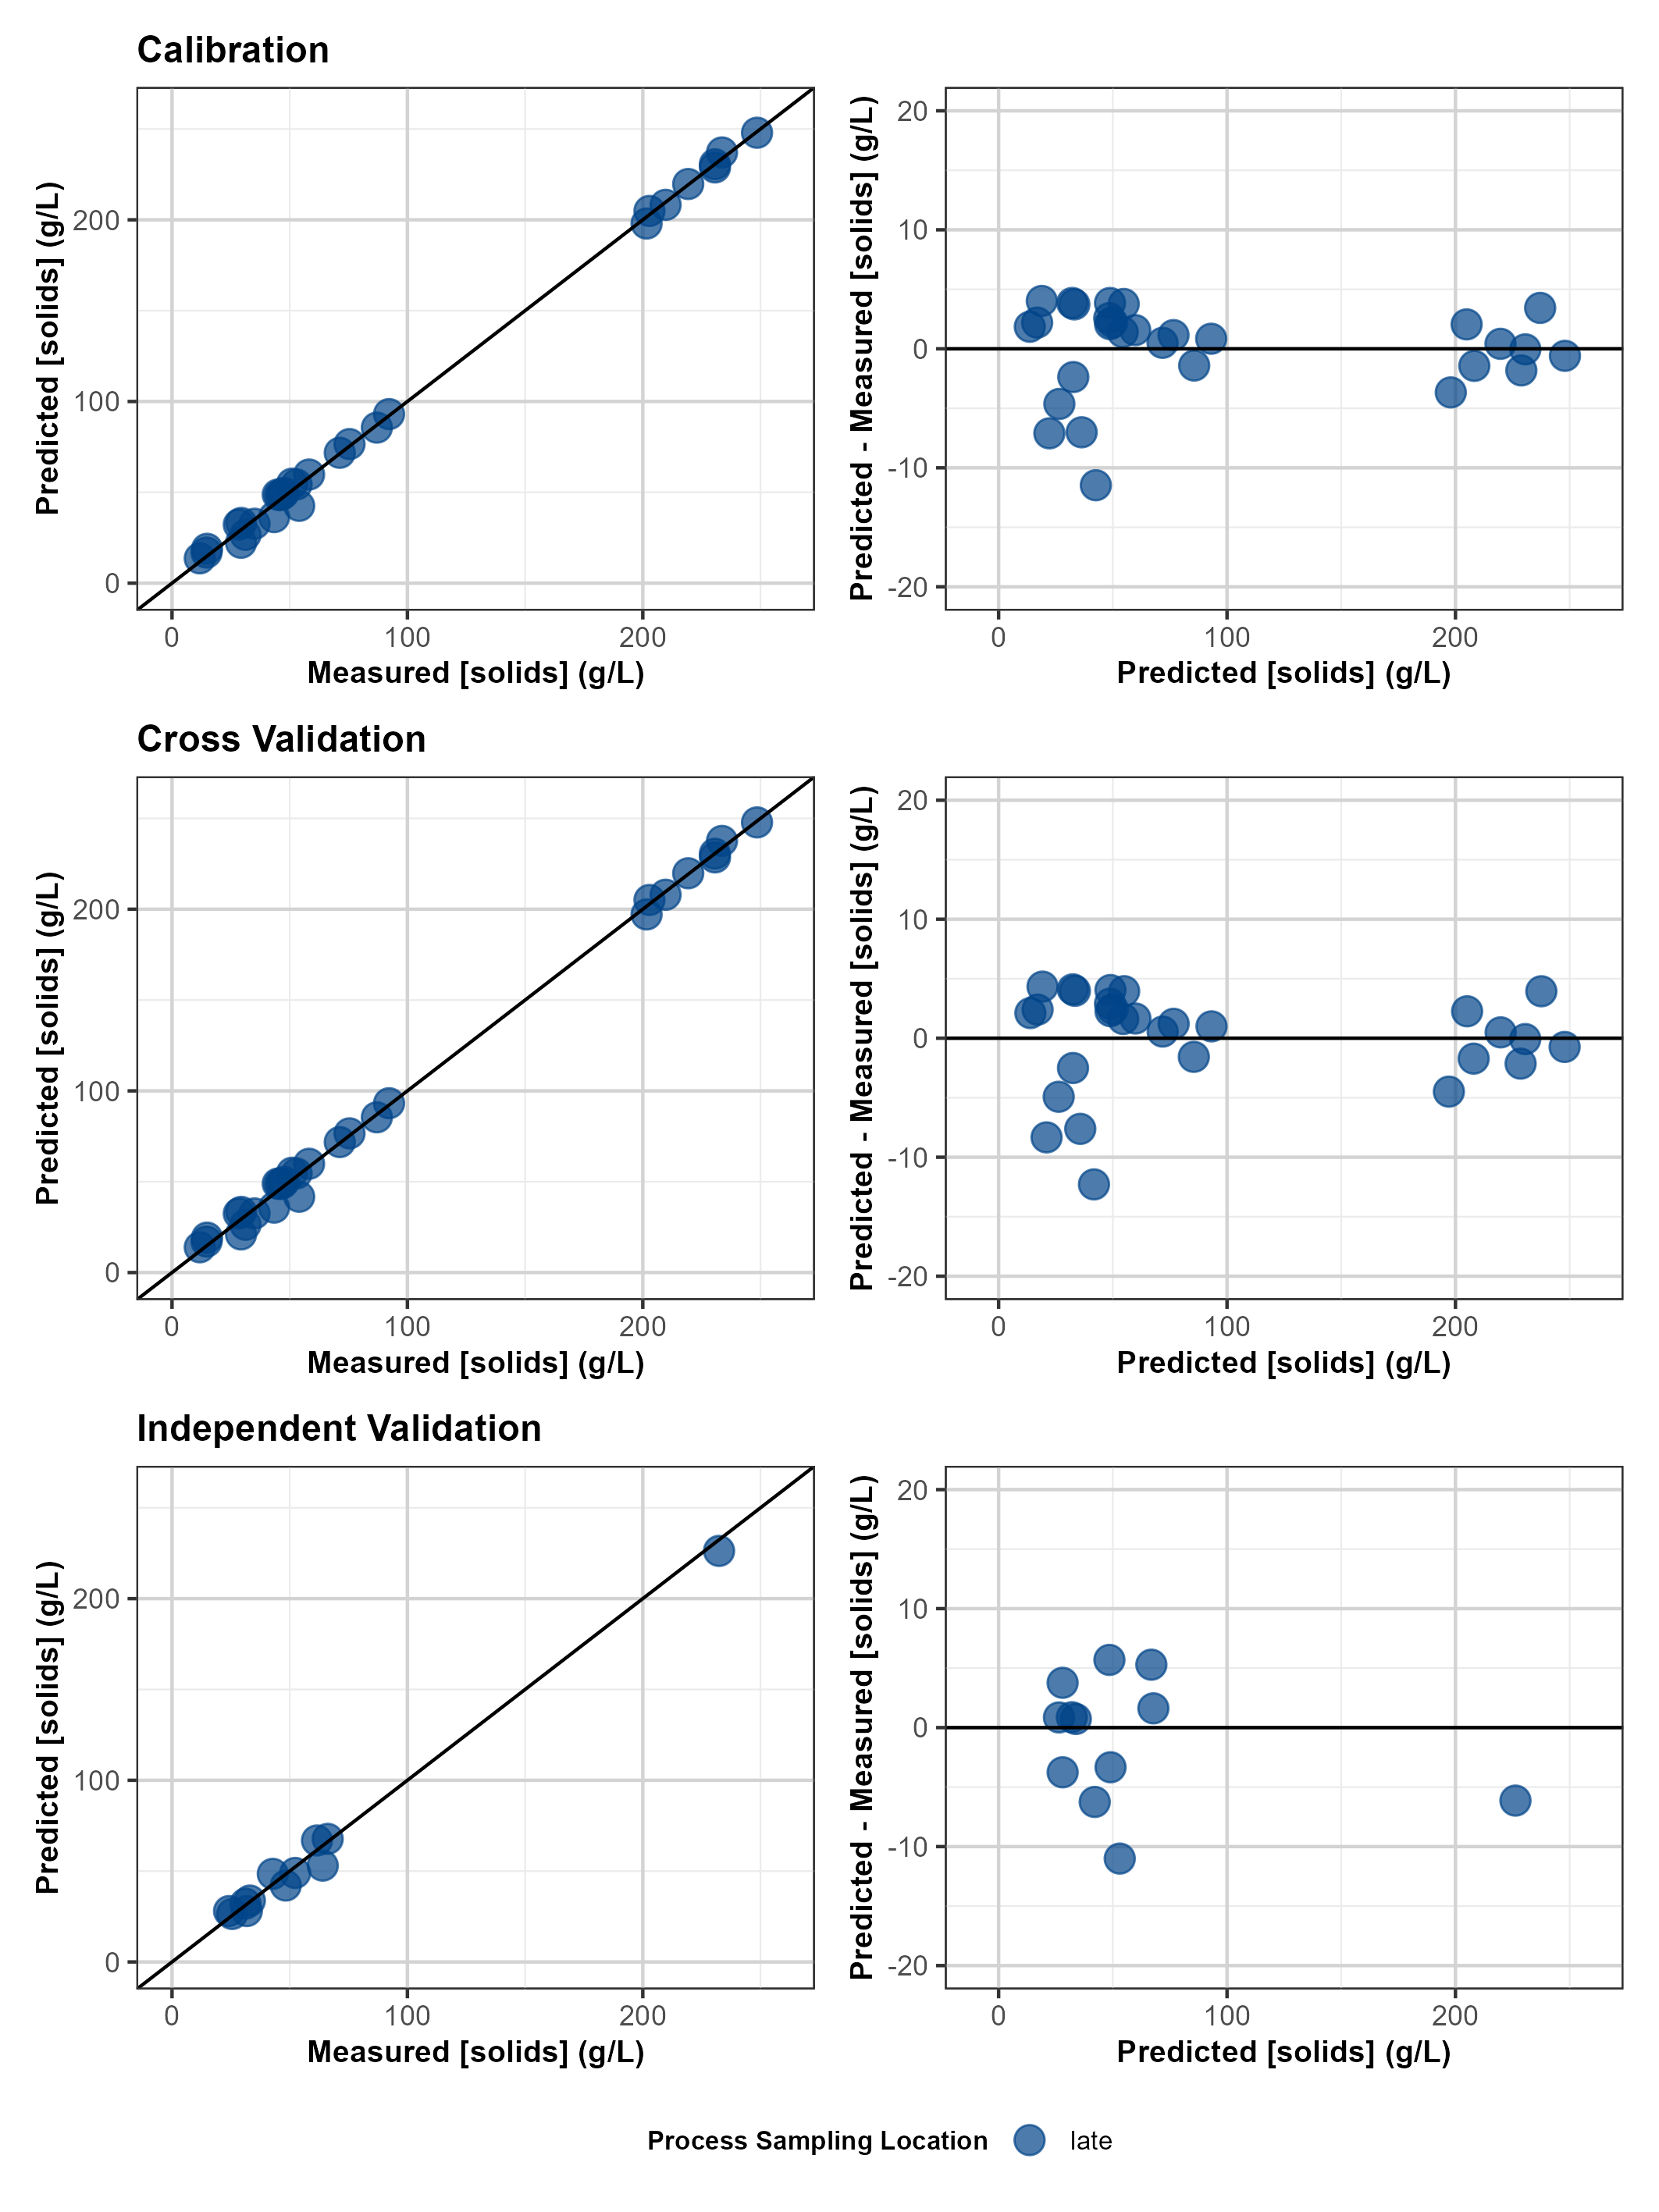 Calibration
Predicted [solids] (g/L)
200
100
0
0 100 200
Measured [solids] (g/L)
Predicted - Measured [solids] (g/L)
20
10
0
-10
-20
0 100 200
Predicted [solids] (g/L)
Cross Validation
Predicted [solids] (g/L)
200
100
0
0 100 200
Measured [solids] (g/L)
Predicted - Measured [solids] (g/L)
20
10
0
-10
-20
0 100 200
Predicted [solids] (g/L)
Independent Validation
Predicted [solids] (g/L)
200
100
0
0 100 200
Measured [solids] (g/L)
Predicted - Measured [solids] (g/L)
20
10
0
-10
-20
0 100 200
Predicted [solids] (g/L)
Process Sampling Location late